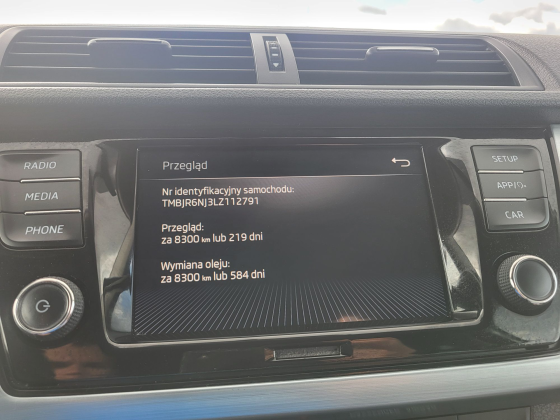 Przegląd
RADIO
MEDIA
PHONE
SETUP
APP/
CAR
Nr identyfikacyjny samochodu:
TMBJR6NJ3LZ112791
Przegląd:
za 8300 km lub 219 dni
Wymiana oleju:
za 8300 km lub 584 dni